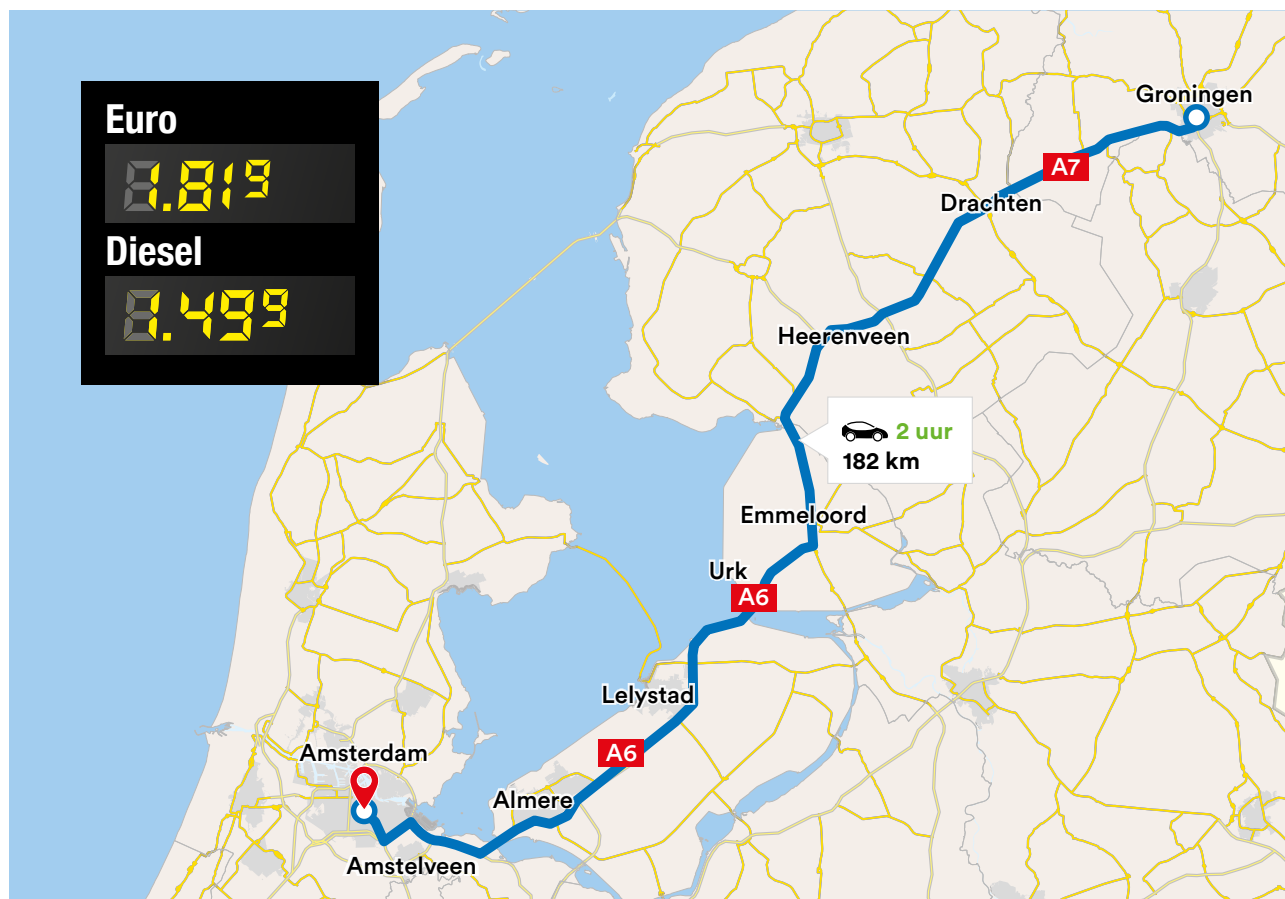 Euro
1.819
Diesel
1.499
Groningen
A7
Drachten
Heerenveen
2 uur
182 km
Emmeloord
Urk
A6
Lelystad
A6
Amsterdam
Almere
Amstelveen